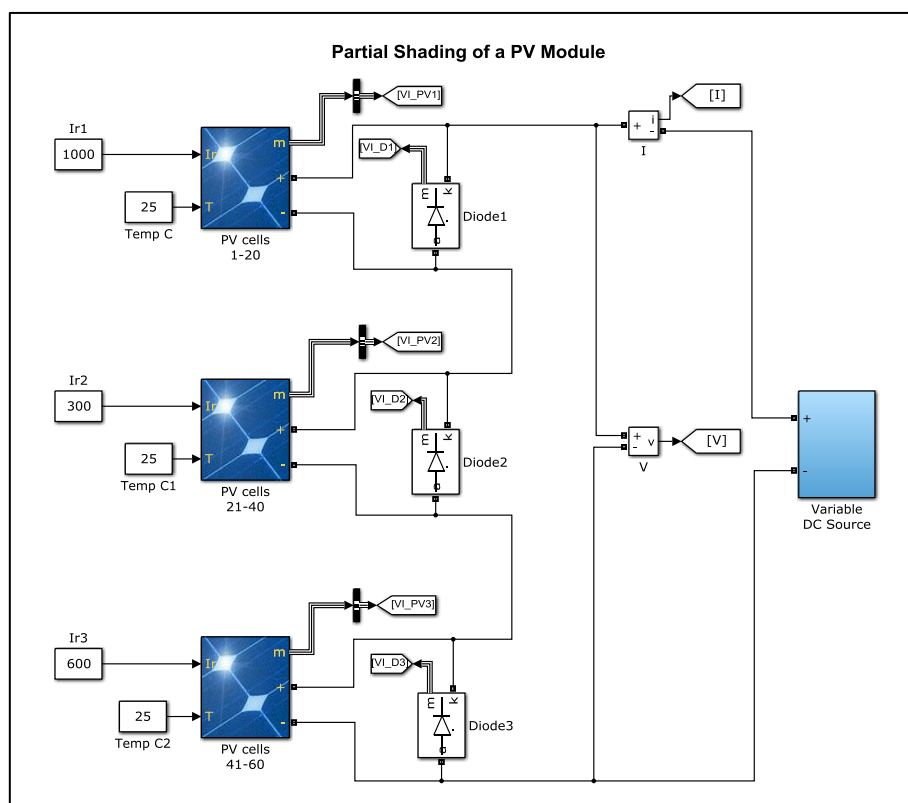 Partial Shading of a PV Module
[VI_PV1]
[I]
Ir1
1000
Ir
m
+
-
T
25
Temp C
PV cells
1-20
[VI_D1]
m
k
a
Diode1
+
i
-
I
[VI_PV2]
Ir2
300
Ir
m
+
-
T
25
Temp C1
PV cells
21-40
[VI_D2]
m
k
a
Diode2
+
-
v
V
[V]
+
-
Variable
DC Source
[VI_PV3]
Ir3
600
Ir
m
+
-
T
25
Temp C2
PV cells
41-60
[VI_D3]
m
k
a
Diode3